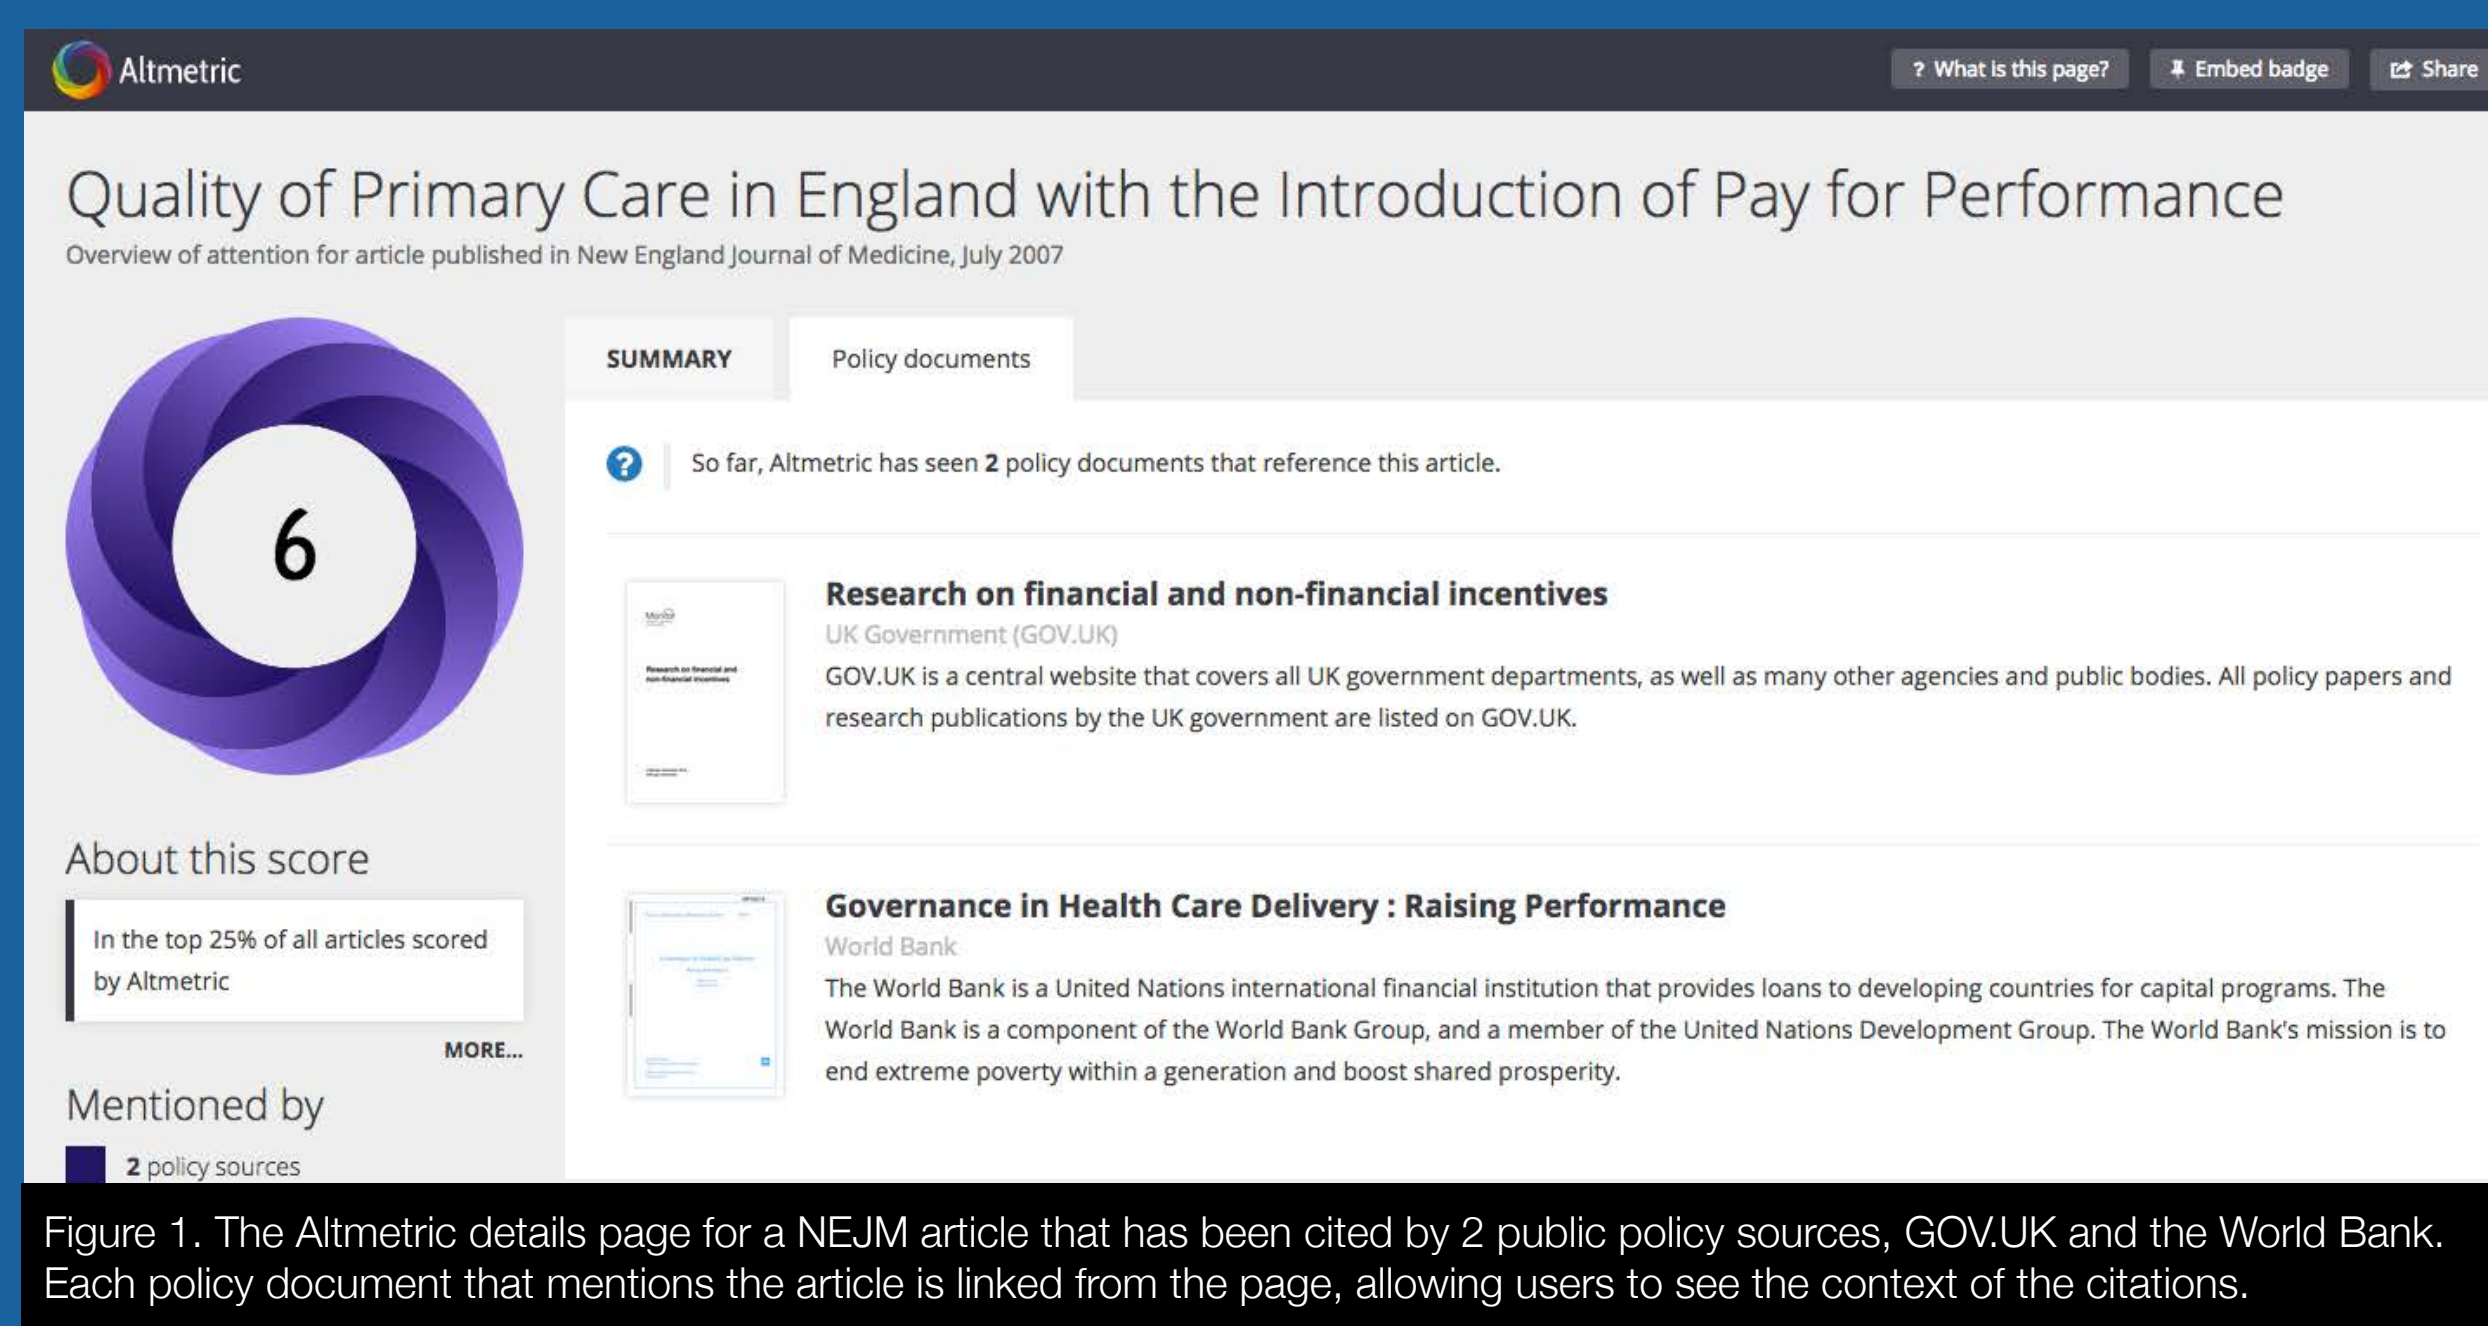 Altmetric
? What is this page?
Embed badge
Share
Quality of Primary Care in England with the Introduction of Pay for Performance
Overview of attention for article published in New England Journal of Medicine, July 2007
6
SUMMARY
Policy documents
? So far, Altmetric has seen 2 policy documents that reference this article.
Monitor
Research on financial and
non-financial incentives
Research on financial and non-financial incentives
UK Government (GOV.UK)
GOV.UK is a central website that covers all UK government departments, as well as many other agencies and public bodies. All policy papers and
research publications by the UK government are listed on GOV.UK.
About this score
In the top 25% of all articles scored
by Altmetric
MORE...
Governance in Health Care Delivery : Raising Performance
World Bank
The World Bank is a United Nations international financial institution that provides loans to developing countries for capital programs. The
World Bank is a component of the World Bank Group, and a member of the United Nations Development Group. The World Bank's mission is to
end extreme poverty within a generation and boost shared prosperity.
Mentioned by
2 policy sources
Figure 1. The Altmetric details page for a NEJM article that has been cited by 2 public policy sources, GOV.UK and the World Bank.
Each policy document that mentions the article is linked from the page, allowing users to see the context of the citations.